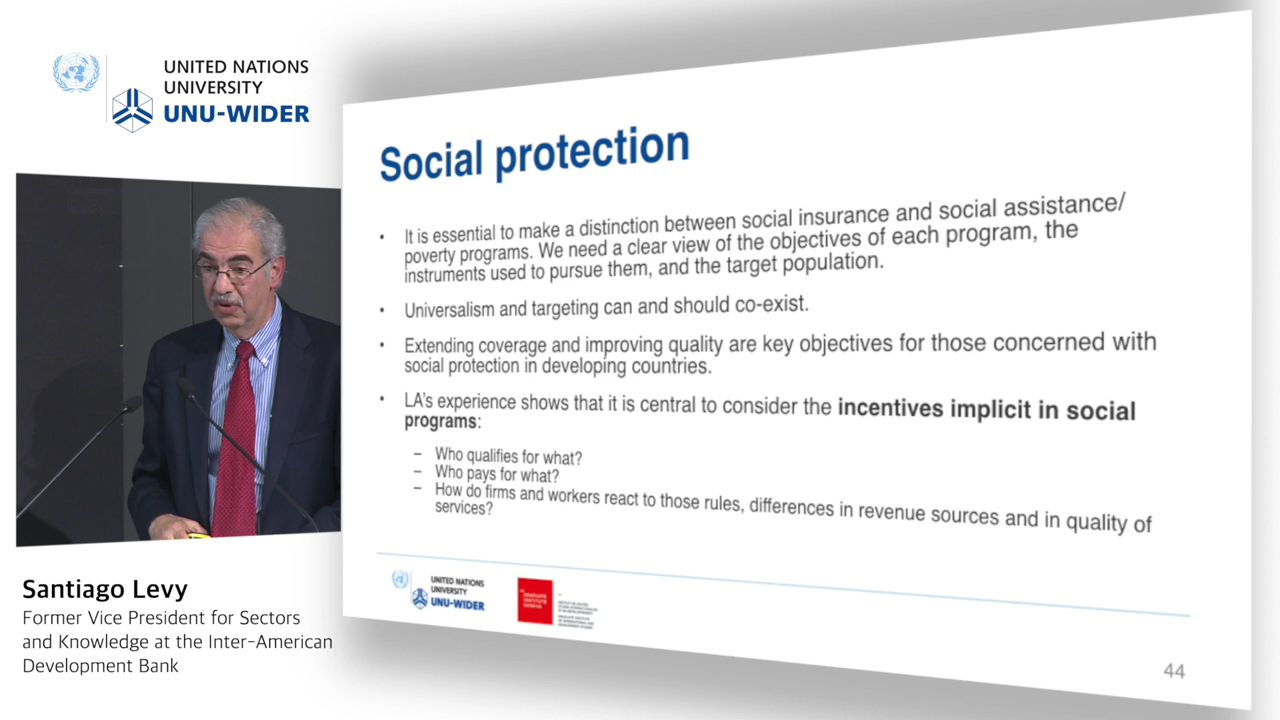 UNITED NATIONS
UNIVERSITY
UNU-WIDER
Social protection
• It is essential to make a distinction between social insurance and social assistance/
poverty programs. We need a clear view of the objectives of each program, the
instruments used to pursue them, and the target population.
• Universalism and targeting can and should co-exist.
• Extending coverage and improving quality are key objectives for those concerned with
social protection in developing countries.
• LA's experience shows that it is central to consider the incentives implicit in social
programs:
– Who qualifies for what?
– Who pays for what?
– How do firms and workers react to those rules, differences in revenue sources and in quality of
services?
UNITED NATIONS
UNIVERSITY
UNU-WIDER
GRADUATE
INSTITUTE
GENEVA
44
Santiago Levy
Former Vice President for Sectors
and Knowledge at the Inter-American
Development Bank